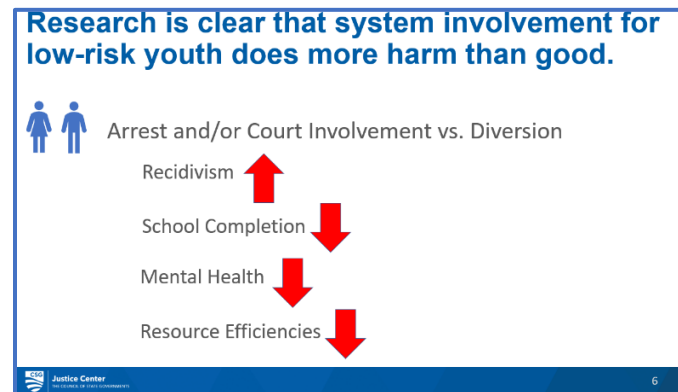 Research is clear that system involvement for
low-risk youth does more harm than good.
Arrest and/or Court Involvement vs. Diversion
Recidivism
School Completion
Mental Health
Resource Efficiencies
CSG
Justice Center
THE COUNCIL OF STATE GOVERNMENTS
6